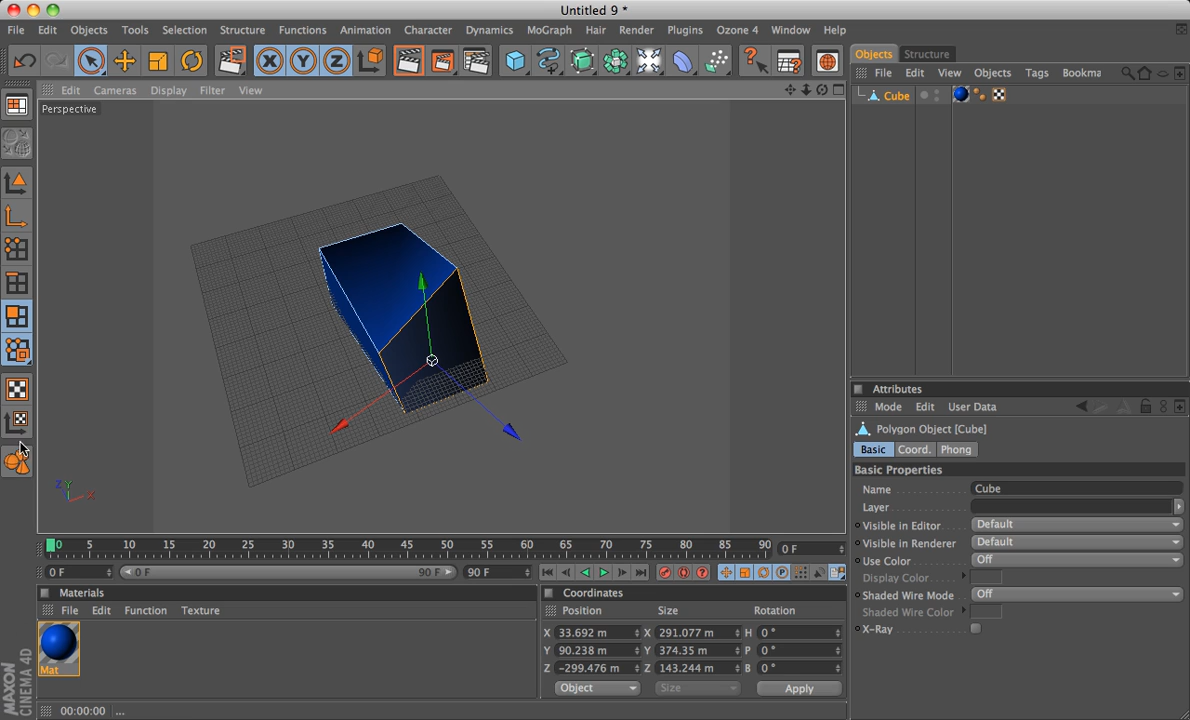 Untitled 9 *
File Edit Objects Tools Selection Structure Functions Animation Character Dynamics MoGraph Hair Render Plugins Ozone 4 Window Help
Objects Structure
File Edit View Objects Tags Bookma
Edit Cameras Display Filter View
Perspective
Cube
Attributes
Mode Edit User Data
Polygon Object [Cube]
Basic Coord. Phong
Basic Properties
Name Cube
Layer
Visible in Editor Default
Visible in Renderer Default
Use Color Off
Display Color
Shaded Wire Mode Off
Shaded Wire Color
X-Ray
Z Y X
0 5 10 15 20 25 30 35 40 45 50 55 60 65 70 75 80 85 90 0 F
0 F 0 F 90 F 90 F
Materials
File Edit Function Texture
Mat
Coordinates
Position Size Rotation
X 33.692 m X 291.077 m H 0 °
Y 90.238 m Y 374.35 m P 0 °
Z -299.476 m Z 143.244 m B 0 °
Object Size Apply
MAXON
CINEMA 4D
00:00:00 ...